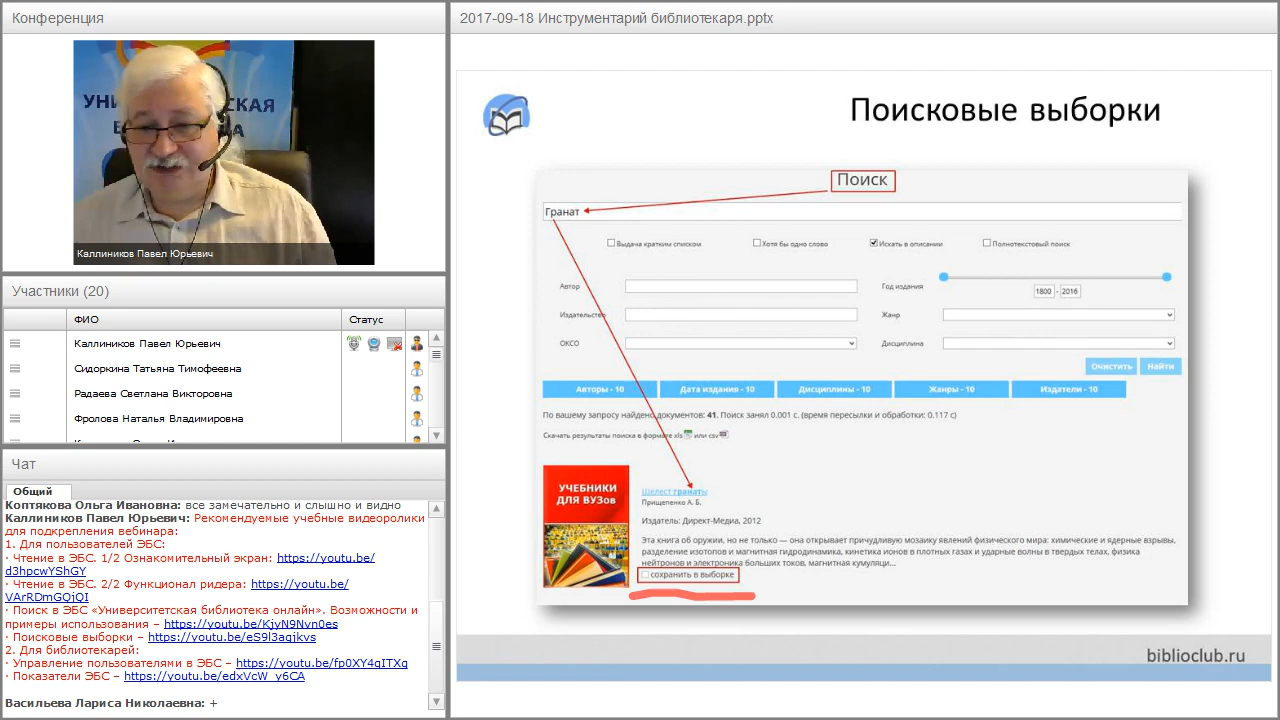 Конференция
УНИ
СКАЯ
Каллиников Павел Юрьевич
Участники (20)
ФИО
Статус
Каллиников Павел Юрьевич
Сидоркина Татьяна Тимофеевна
Радаева Светлана Викторовна
Фролова Наталья Владимировна
Чат
Общий
Коптякова Ольга Ивановна: все замечательно и слышно и видно
Каллиников Павел Юрьевич: Рекомендуемые учебные видеоролики
для подкрепления вебинара:
1. Для пользователей ЭБС:
· Чтение в ЭБС. 1/2 Ознакомительный экран: https://youtu.be/
d3hpcwYShGY
· Чтение в ЭБС. 2/2 Функционал ридера: https://youtu.be/
VArRDmGQjQI
· Поиск в ЭБС «Университетская библиотека онлайн». Возможности и
примеры использования – https://youtu.be/KjyN9Nvn0es
· Поисковые выборки – https://youtu.be/eS9l3aqjkvs
2. Для библиотекарей:
· Управление пользователями в ЭБС – https://youtu.be/fp0XY4qITXg
· Показатели ЭБС – https://youtu.be/edxVcW_y6CA
Васильева Лариса Николаевна: +
2017-09-18 Инструментарий библиотекаря.pptx
Поисковые выборки
Поиск
Гранат
Выдача кратким списком
Хотя бы одно слово
Искать в описании
Полнотекстовый поиск
Автор
Год издания
1800 - 2016
Издательство
Жанр
ОКСО
Дисциплина
Очистить
Найти
Авторы - 10
Дата издания - 10
Дисциплины - 10
Жанры - 10
Издатели - 10
По вашему запросу найдено документов: 41. Поиск занял 0.001 с. (время пересылки и обработки: 0.117 с)
Скачать результаты поиска в формате xls или csv
УЧЕБНИКИ
ДЛЯ ВУЗов
Шелест гранаты
Прищепенко А. Б.
Издатель: Директ-Медиа, 2012
Эта книга об оружии, но не только — она открывает причудливую мозаику явлений физического мира: химические и ядерные взрывы,
разделение изотопов и магнитная гидродинамика, кинетика ионов в плотных газах и ударные волны в твердых телах, физика
нейтронов и электроника больших токов, магнитная кумуляци...
сохранить в выборке
biblioclub.ru